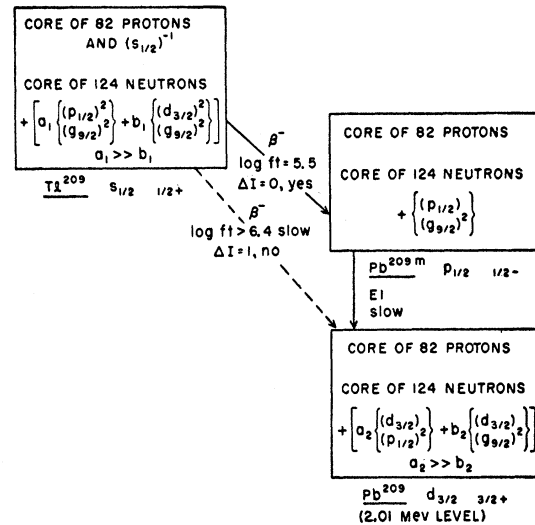 CORE OF 82 PROTONS
AND (s₁/₂)⁻¹
CORE OF 124 NEUTRONS
+ [a₁ {(p₁/₂)² (g₉/₂)²} + b₁ {(d₃/₂)² (g₉/₂)²}]
a₁ >> b₁
Tl²⁰⁹ s₁/₂ 1/2+
β⁻
log ft = 5.5
ΔI = 0, yes
β⁻
log ft > 6.4 slow
ΔI = 1, no
CORE OF 82 PROTONS
CORE OF 124 NEUTRONS
+ {(p₁/₂) (g₉/₂)²}
Pb²⁰⁹ᵐ p₁/₂ 1/2-
E1
slow
CORE OF 82 PROTONS
CORE OF 124 NEUTRONS
+ [a₂ {(d₃/₂) (p₁/₂)²} + b₂ {(d₃/₂) (g₉/₂)²}]
a₂ >> b₂
Pb²⁰⁹ d₃/₂ 3/2+
(2.01 Mev LEVEL)